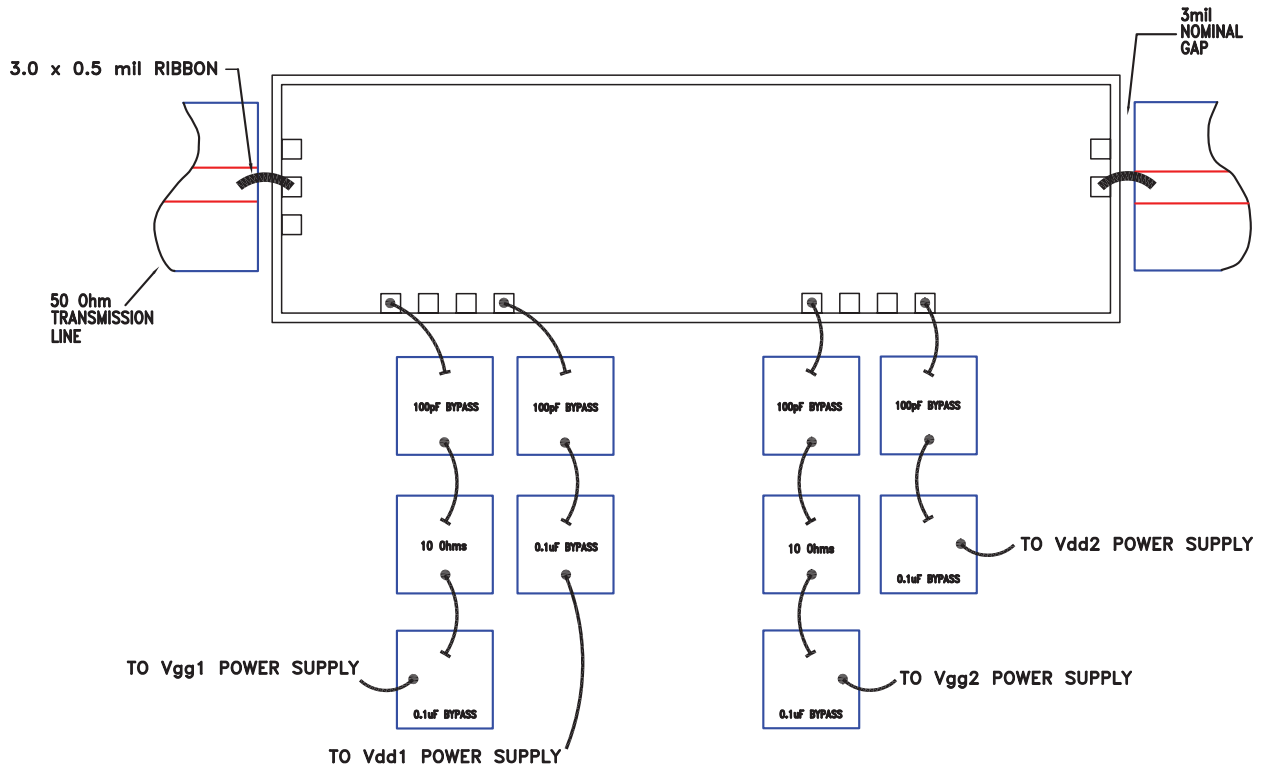 3mil
NOMINAL
GAP
3.0 x 0.5 mil RIBBON
50 Ohm
TRANSMISSION
LINE
100pF BYPASS
100pF BYPASS
100pF BYPASS
100pF BYPASS
10 Ohms
0.1uF BYPASS
10 Ohms
TO Vdd2 POWER SUPPLY
0.1uF BYPASS
TO Vgg1 POWER SUPPLY
TO Vgg2 POWER SUPPLY
0.1uF BYPASS
0.1uF BYPASS
TO Vdd1 POWER SUPPLY